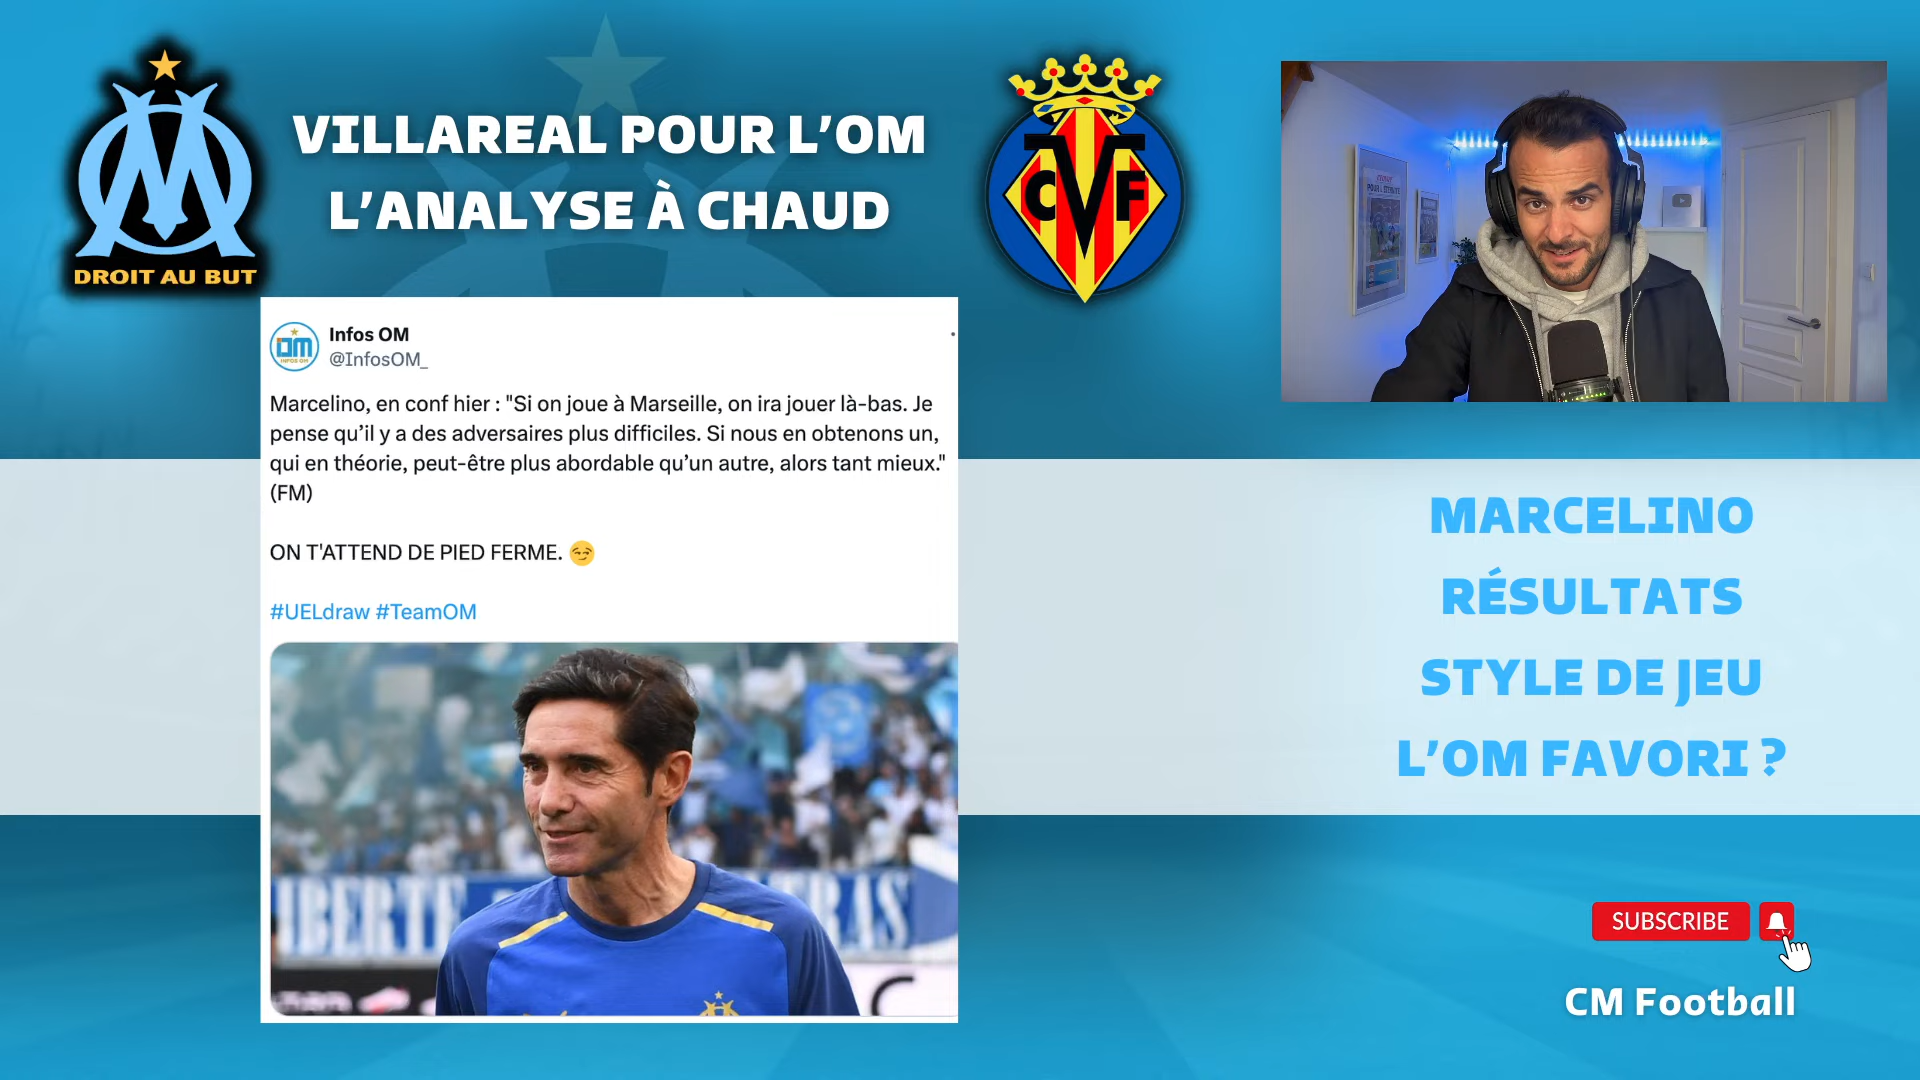 VILLAREAL POUR L'OM
L'ANALYSE À CHAUD
DROIT AU BUT
CVF
Infos OM
@InfosOM_
OM
INFOS OM
Marcelino, en conf hier : "Si on joue à Marseille, on ira jouer là-bas. Je
pense qu'il y a des adversaires plus difficiles. Si nous en obtenons un,
qui en théorie, peut-être plus abordable qu'un autre, alors tant mieux."
(FM)
ON T'ATTEND DE PIED FERME.
#UELdraw #TeamOM
MARCELINO
RÉSULTATS
STYLE DE JEU
L'OM FAVORI ?
SUBSCRIBE
CM Football